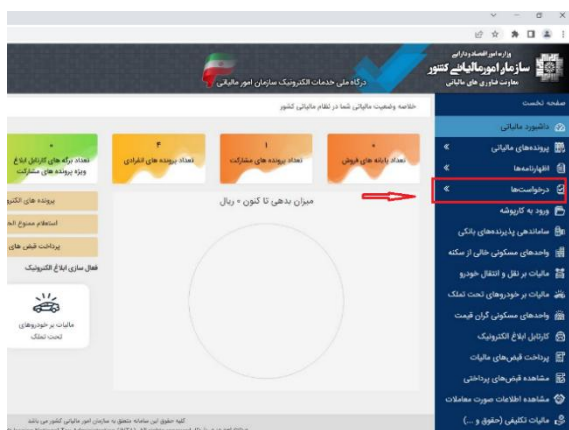 وزارت امور اقتصادی و دارایی
سازمان امور مالیاتی کشور
معاونت فناوری های مالیاتی
درگاه ملی خدمات الکترونیک سازمان امور مالیاتی
صفحه نخست
داشبورد مالیاتی
پرونده‌های مالیاتی
اظهارنامه‌ها
درخواست‌ها
ورود به کارپوشه
ساماندهی پذیرنده‌های بانکی
واحدهای مسکونی خالی از سکنه
مالیات بر نقل و انتقال خودرو
مالیات بر خودروهای تحت تملک
واحدهای مسکونی گران قیمت
کارتابل ابلاغ الکترونیک
پرداخت قبض‌های مالیات
مشاهده قبض‌های پرداختی
مشاهده اطلاعات صورت معاملات
مالیات تکلیفی (حقوق و ...)
خلاصه وضعیت مالیاتی شما در نظام مالیاتی کشور
۰
تعداد پایانه های فروش
۱
تعداد پرونده های مشارکت
۴
تعداد پرونده های انفرادی
۰
تعداد برگه های کارتابل ابلاغ
ویژه پرونده های مشارکت
میزان بدهی تا کنون ۰ ریال
پرونده های الکترو
استعلام ممنوع الخ
پرداخت قبض های
فعال سازی ابلاغ الکترونیک
مالیات بر خودروهای
تحت تملک
کلیه حقوق این سامانه متعلق به سازمان امور مالیاتی کشور می باشد